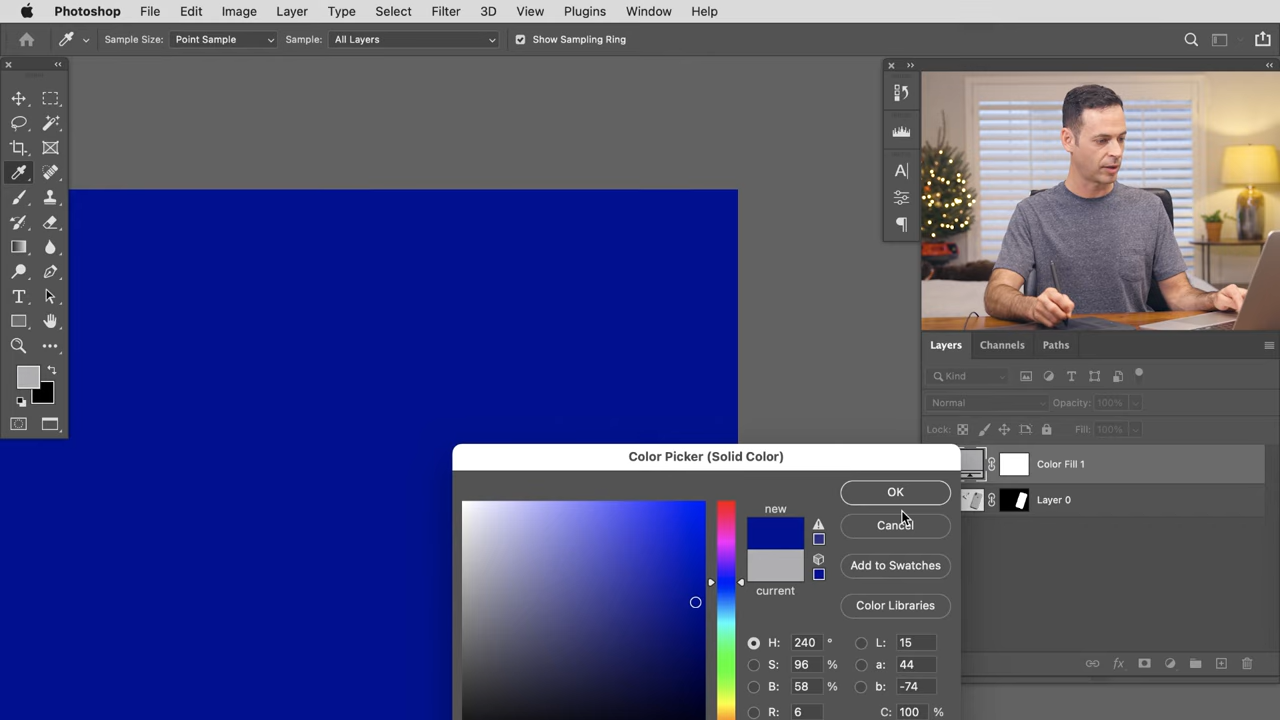 Photoshop File Edit Image Layer Type Select Filter 3D View Plugins Window Help
Sample Size: Point Sample Sample: All Layers Show Sampling Ring
Layers Channels Paths
Kind
Normal Opacity: 100%
Lock: Fill: 100%
Color Fill 1
Layer 0
Color Picker (Solid Color)
new
current
OK
Cancel
Add to Swatches
Color Libraries
H: 240 ° L: 15
S: 96 % a: 44
B: 58 % b: -74
R: 6 C: 100 %